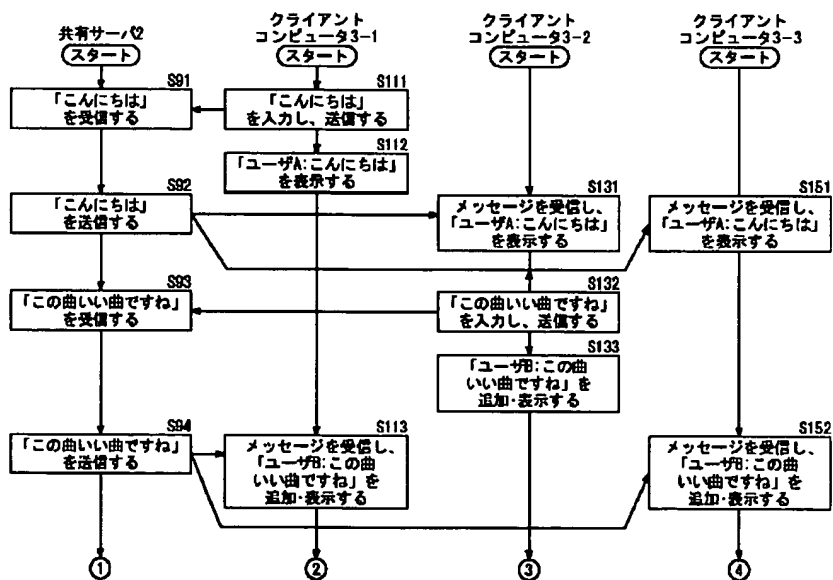 共有サーバ2
スタート
クライアント
コンピュータ3-1
スタート
クライアント
コンピュータ3-2
スタート
クライアント
コンピュータ3-3
スタート
S91
「こんにちは」
を受信する
S111
「こんにちは」
を入力し、送信する
S112
「ユーザA:こんにちは」
を表示する
S92
「こんにちは」
を送信する
S131
メッセージを受信し、
「ユーザA:こんにちは」
を表示する
S151
メッセージを受信し、
「ユーザA:こんにちは」
を表示する
S93
「この曲いい曲ですね」
を受信する
S132
「この曲いい曲ですね」
を入力し、送信する
S133
「ユーザB:この曲
いい曲ですね」を
追加・表示する
S94
「この曲いい曲ですね」
を送信する
S113
メッセージを受信し、
「ユーザB:この曲
いい曲ですね」を
追加・表示する
S152
メッセージを受信し、
「ユーザB:この曲
いい曲ですね」を
追加・表示する
①
②
③
④